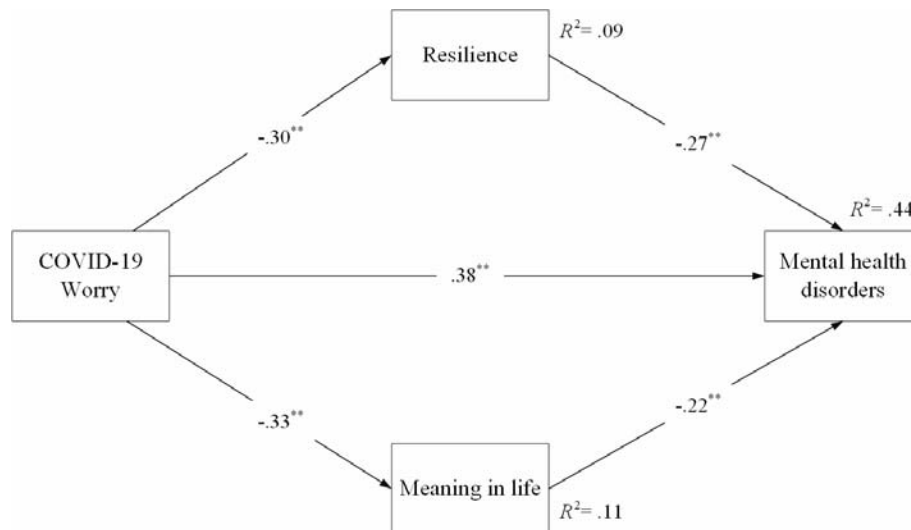 Resilience
R²= .09
-.30**
-.27**
R²= .44
COVID-19
Worry
.38**
Mental health
disorders
-.33**
-.22**
Meaning in life
R²= .11